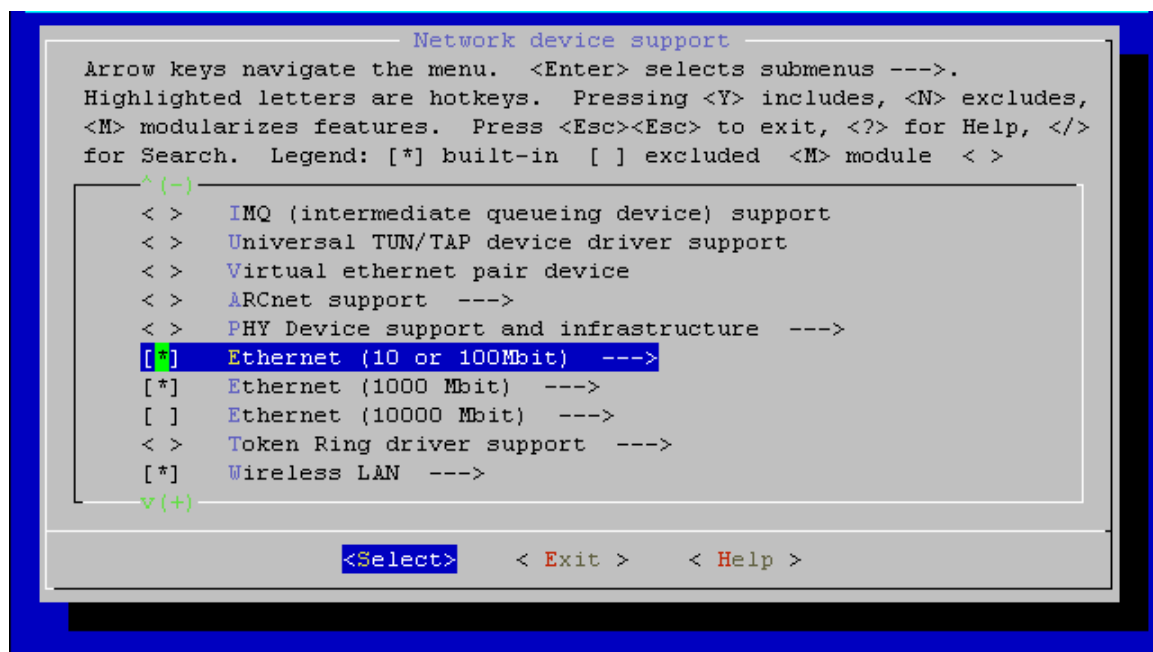 Network device support
Arrow keys navigate the menu.  <Enter> selects submenus --->.
Highlighted letters are hotkeys.  Pressing <Y> includes, <N> excludes,
<M> modularizes features.  Press <Esc><Esc> to exit, <?> for Help, </>
for Search.  Legend: [*] built-in  [ ] excluded  <M> module  < >
^(-)
< >    IMQ (intermediate queueing device) support
< >    Universal TUN/TAP device driver support
< >    Virtual ethernet pair device
< >    ARCnet support  --->
< >    PHY Device support and infrastructure  --->
[*]    Ethernet (10 or 100Mbit)  --->
[*]    Ethernet (1000 Mbit)  --->
[ ]    Ethernet (10000 Mbit)  --->
< >    Token Ring driver support  --->
[*]    Wireless LAN  --->
v(+)
<Select>    < Exit >    < Help >